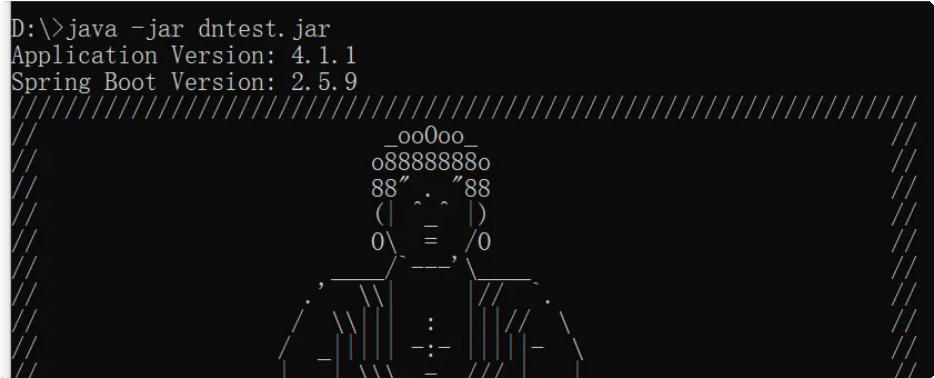 D:\>java -jar dntest.jar
Application Version: 4.1.1
Spring Boot Version: 2.5.9
////////////////////////////////////////////////////////////////////
//                          _ooOoo_                               //
//                         o8888888o                              //
//                         88" . "88                              //
//                         (| ^_^ |)                              //
//                         O\  =  /O                              //
//                      ____/`---'\____                           //
//                    .'  \\|     |//  `.                         //
//                   /  \\|||  :  |||//  \                        //
//                  /  _||||| -:- |||||-  \                       //
//                  |   | \\\  -  /// |   |                       //